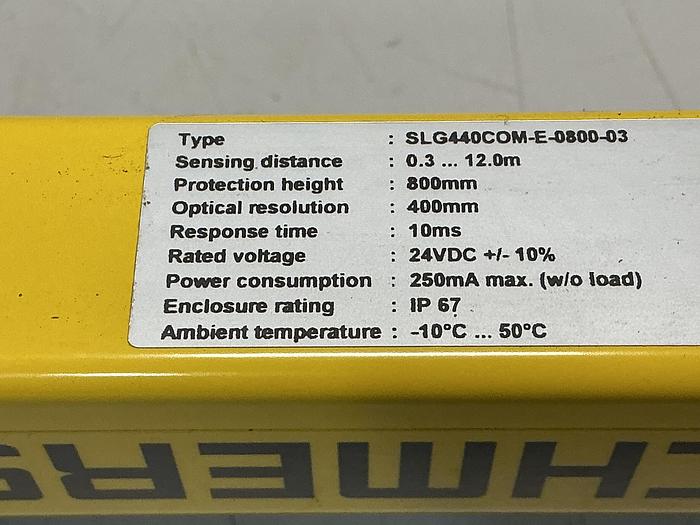 Type : SLG440COM-E-0800-03
Sensing distance : 0.3 ... 12.0m
Protection height : 800mm
Optical resolution : 400mm
Response time : 10ms
Rated voltage : 24VDC +/- 10%
Power consumption : 250mA max. (w/o load)
Enclosure rating : IP 67
Ambient temperature : -10°C ... 50°C